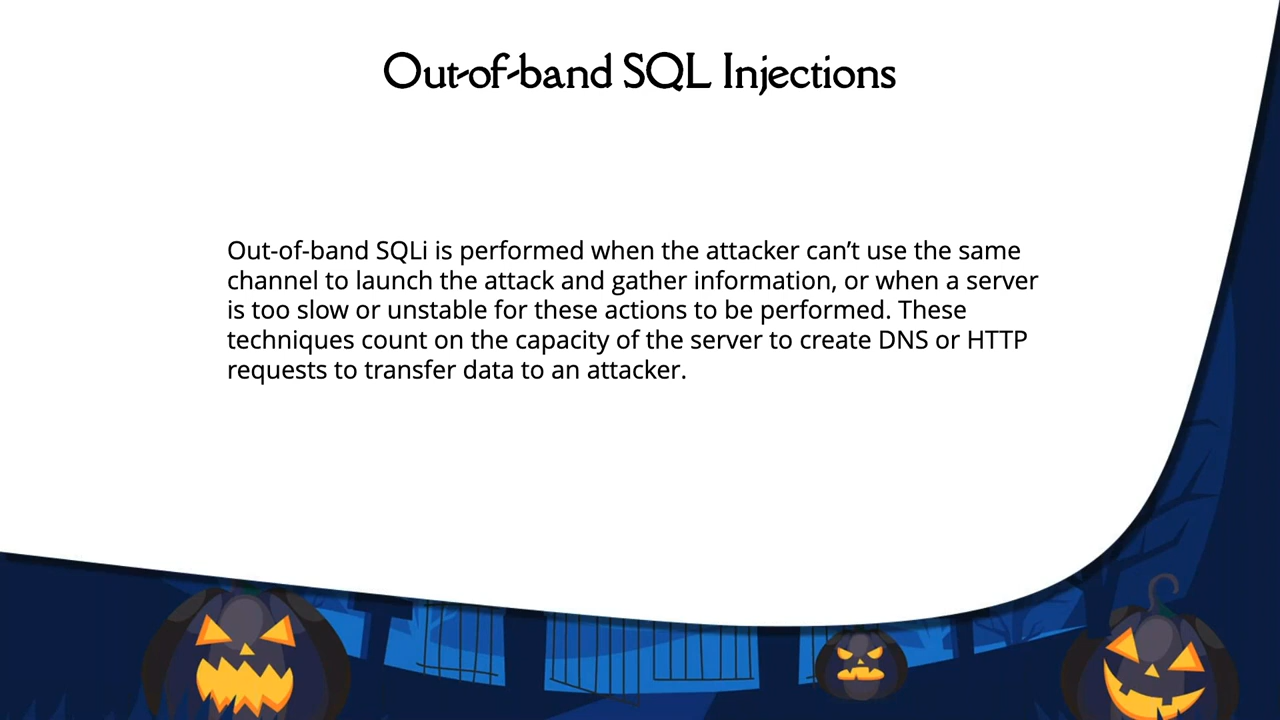 Out-of-band SQL Injections
Out-of-band SQLi is performed when the attacker can’t use the same
channel to launch the attack and gather information, or when a server
is too slow or unstable for these actions to be performed. These
techniques count on the capacity of the server to create DNS or HTTP
requests to transfer data to an attacker.